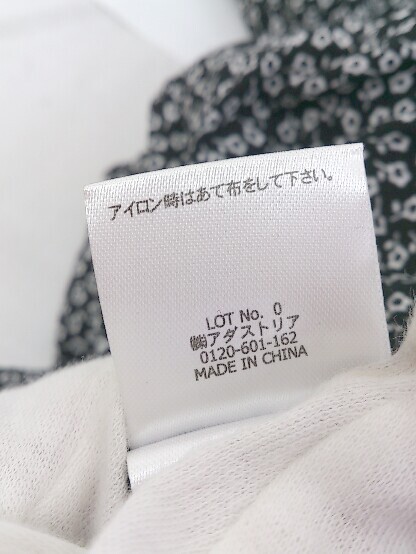 アイロン時はあて布をして下さい。
LOT No. 0
㈱アダストリア
0120-601-162
MADE IN CHINA